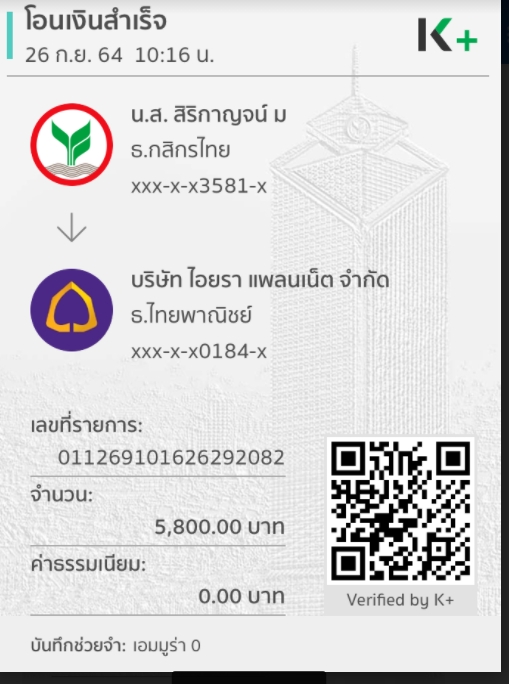 โอนเงินสำเร็จ
26 ก.ย. 64 10:16 น.
K+
น.ส. สิริกาญจน์ ม
ธ.กสิกรไทย
xxx-x-x3581-x
บริษัท ไอยรา แพลนเน็ต จำกัด
ธ.ไทยพาณิชย์
xxx-x-x0184-x
เลขที่รายการ:
011269101626292082
จำนวน:
5,800.00 บาท
ค่าธรรมเนียม:
0.00 บาท
Verified by K+
บันทึกช่วยจำ: เอมมูร่า 0